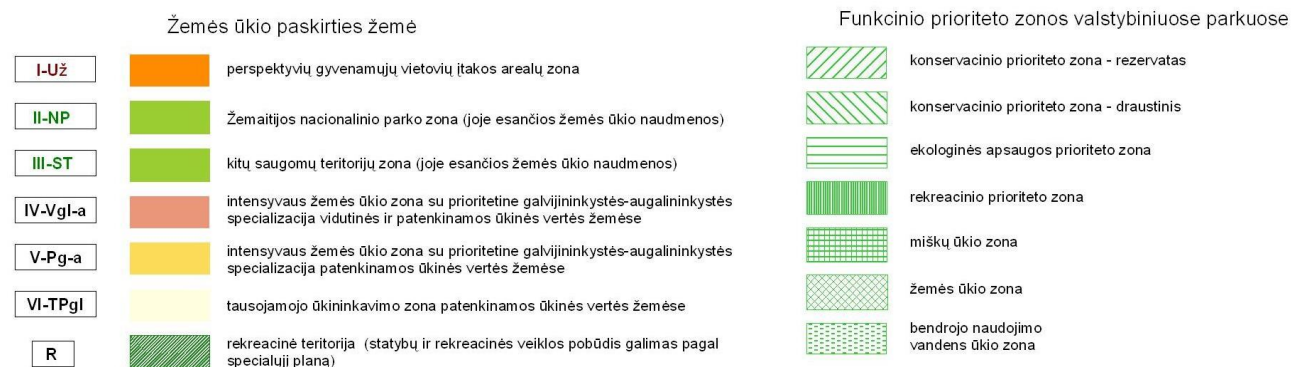 Žemės ūkio paskirties žemė
I-Už
perspektyvių gyvenamųjų vietovių įtakos arealų zona
II-NP
Žemaitijos nacionalinio parko zona (joje esančios žemės ūkio naudmenos)
III-ST
kitų saugomų teritorijų zona (joje esančios žemės ūkio naudmenos)
IV-Vgl-a
intensyvaus žemės ūkio zona su prioritetine galvijininkystės-augalininkystės
specializacija vidutinės ir patenkinamos ūkinės vertės žemėse
V-Pg-a
intensyvaus žemės ūkio zona su prioritetine galvijininkystės-augalininkystės
specializacija patenkinamos ūkinės vertės žemėse
VI-TPgl
tausojamojo ūkininkavimo zona patenkinamos ūkinės vertės žemėse
R
rekreacinė teritorija (statybų ir rekreacinės veiklos pobūdis galimas pagal
specialųjį planą)
Funkcinio prioriteto zonos valstybiniuose parkuose
konservacinio prioriteto zona - rezervatas
konservacinio prioriteto zona - draustinis
ekologinės apsaugos prioriteto zona
rekreacinio prioriteto zona
miškų ūkio zona
žemės ūkio zona
bendrojo naudojimo
vandens ūkio zona